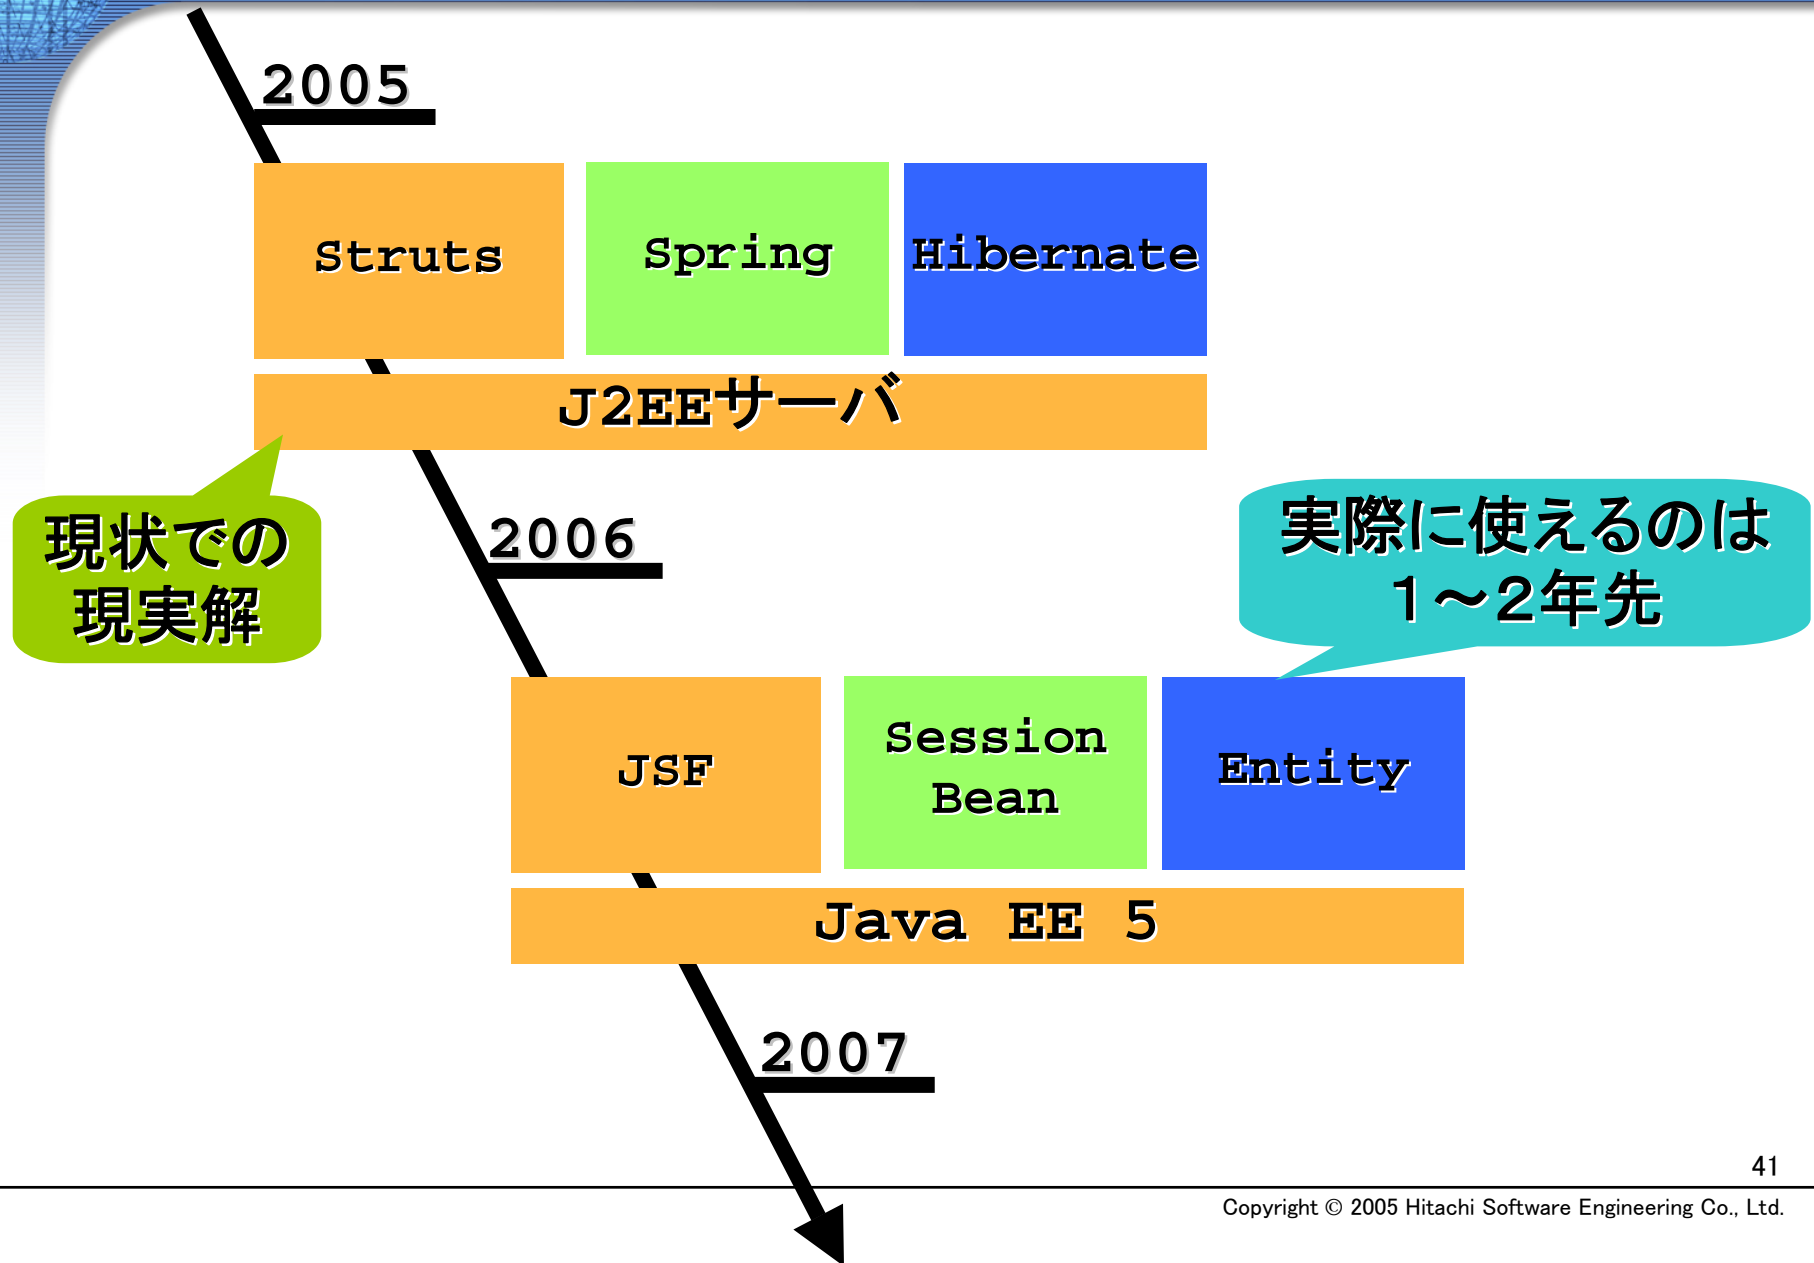 2005
Struts
Spring
Hibernate
J2EEサーバ
現状での
現実解
2006
実際に使えるのは
1～2年先
JSF
Session
Bean
Entity
Java EE 5
2007
41
Copyright © 2005 Hitachi Software Engineering Co., Ltd.